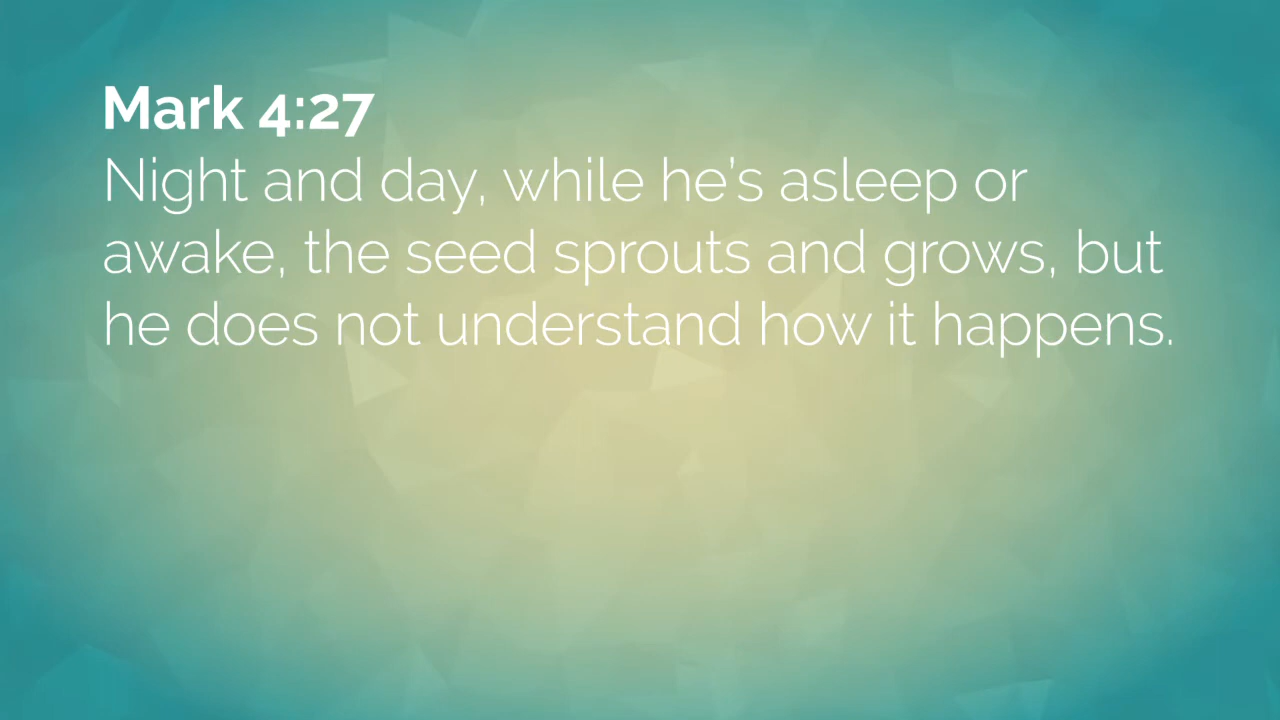 Mark 4:27
Night and day, while he’s asleep or
awake, the seed sprouts and grows, but
he does not understand how it happens.